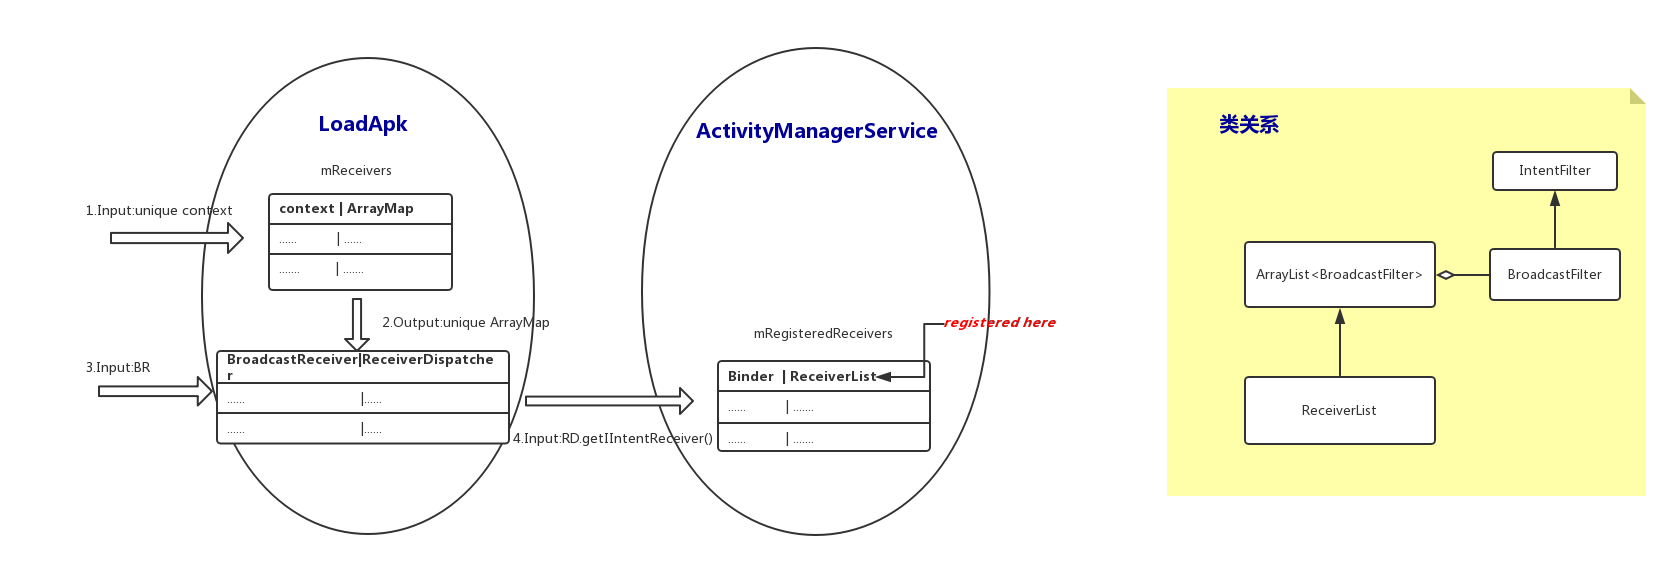 LoadApk
mReceivers
1.Input:unique context
context | ArrayMap
...... | ......
....... | .......
2.Output:unique ArrayMap
3.Input:BR
BroadcastReceiver|ReceiverDispatche
r
...... |......
...... |......
4.Input:RD.getIIntentReceiver()
ActivityManagerService
registered here
mRegisteredReceivers
Binder | ReceiverList
...... | .......
...... | .......
类关系
IntentFilter
ArrayList<BroadcastFilter>
BroadcastFilter
ReceiverList